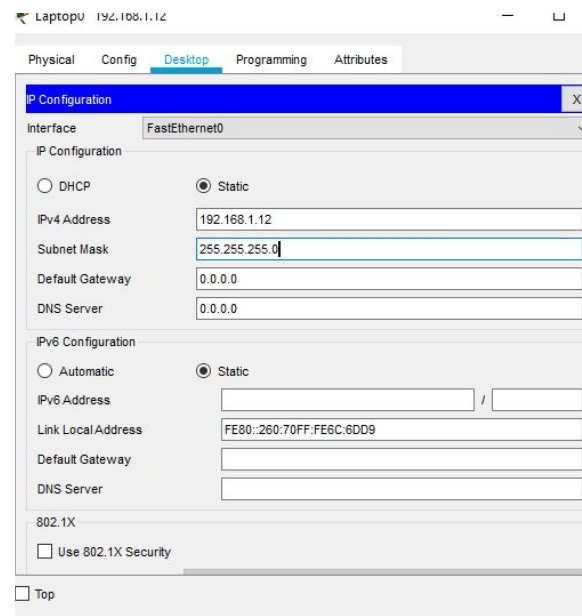 Laptop0 192.168.1.12
Physical Config Desktop Programming Attributes
IP Configuration X
Interface FastEthernet0
IP Configuration
DHCP Static
IPv4 Address 192.168.1.12
Subnet Mask 255.255.255.0
Default Gateway 0.0.0.0
DNS Server 0.0.0.0
IPv6 Configuration
Automatic Static
IPv6 Address /
Link Local Address FE80::260:70FF:FE6C:6DD9
Default Gateway
DNS Server
802.1X
Use 802.1X Security
Top